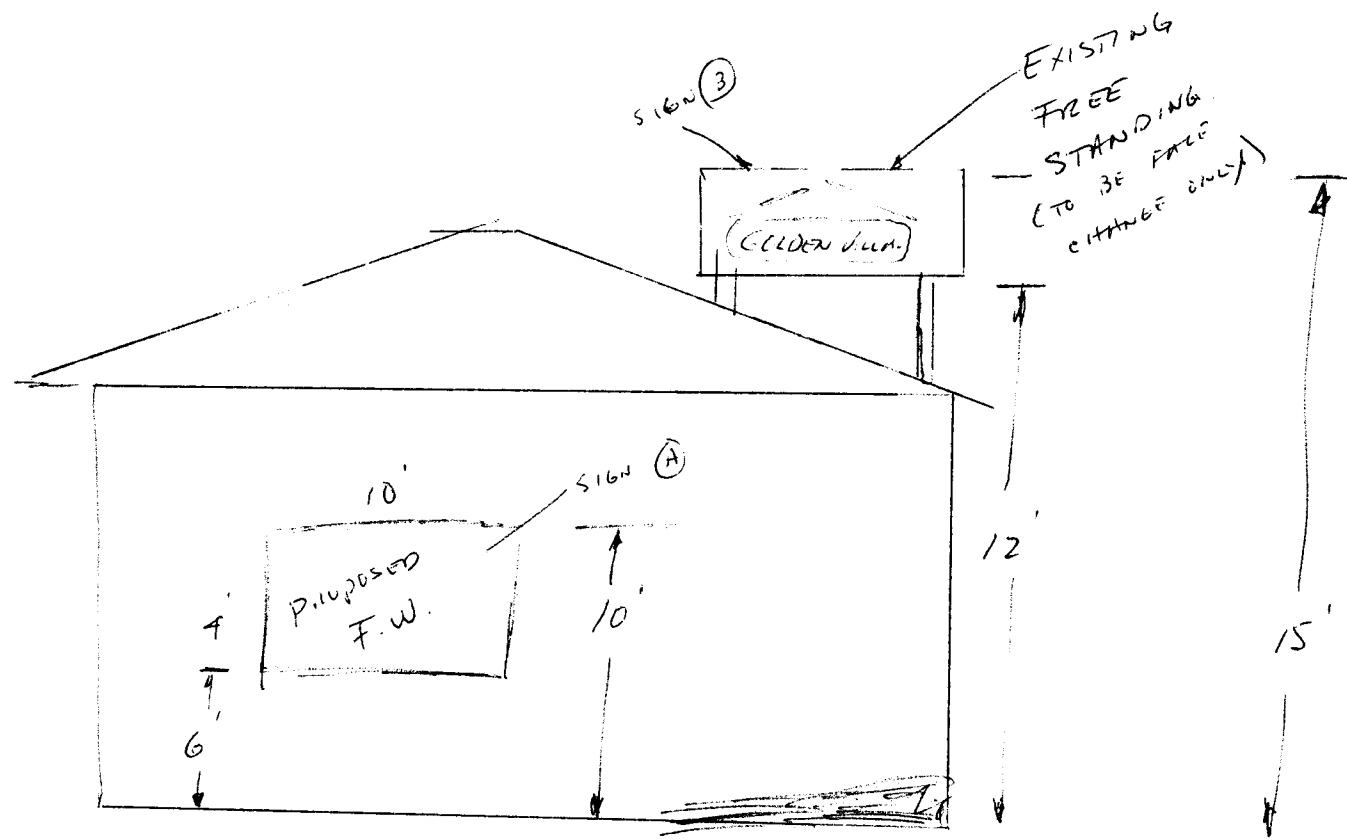 EXISTING
FREE
STANDING
(TO BE FACE
CHANGE ONLY)
SIGN 3
10'
SIGN A
PROPOSED
F.W.
4'
6'
10'
12'
15'